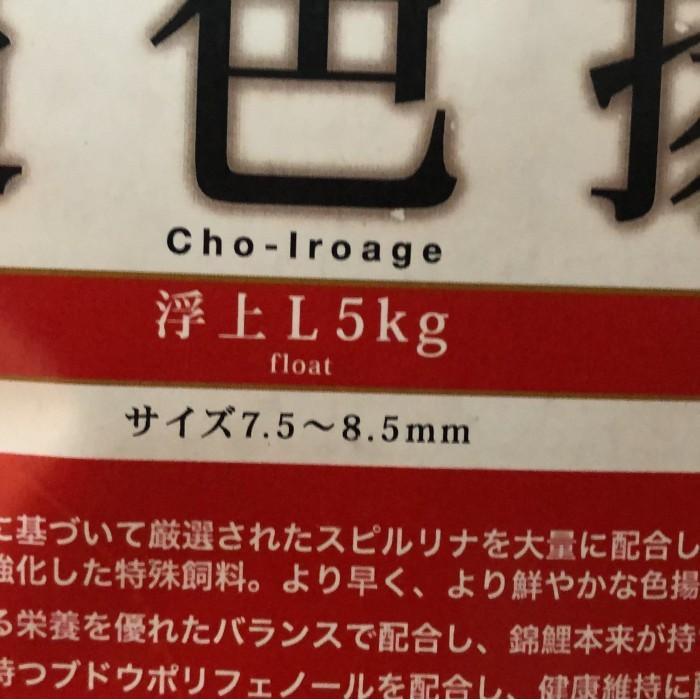 色揚
Cho-Iroage
浮上L5kg
float
サイズ7.5～8.5mm
に基づいて厳選されたスピルリナを大量に配合し
強化した特殊飼料。より早く、より鮮やかな色揚
る栄養を優れたバランスで配合し、錦鯉本来が持
持つブドウポリフェノールを配合し、健康維持に